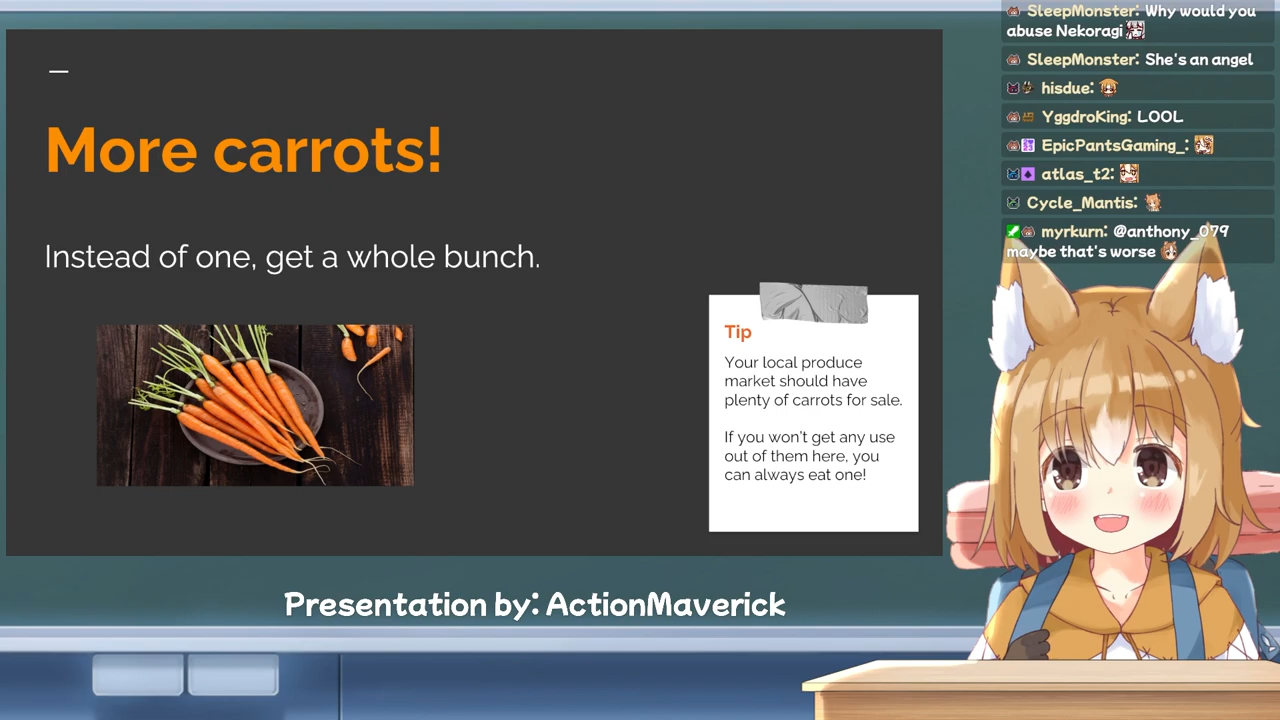 More carrots!
Instead of one, get a whole bunch.
Tip
Your local produce
market should have
plenty of carrots for sale.
If you won't get any use
out of them here, you
can always eat one!
Presentation by: ActionMaverick
SleepMonster: Why would you
abuse Nekoragi
SleepMonster: She's an angel
hisdue:
YggdroKing: LOOL
EpicPantsGaming_:
atlas_t2:
Cycle_Mantis:
myrkurn: @anthony_079
maybe that's worse